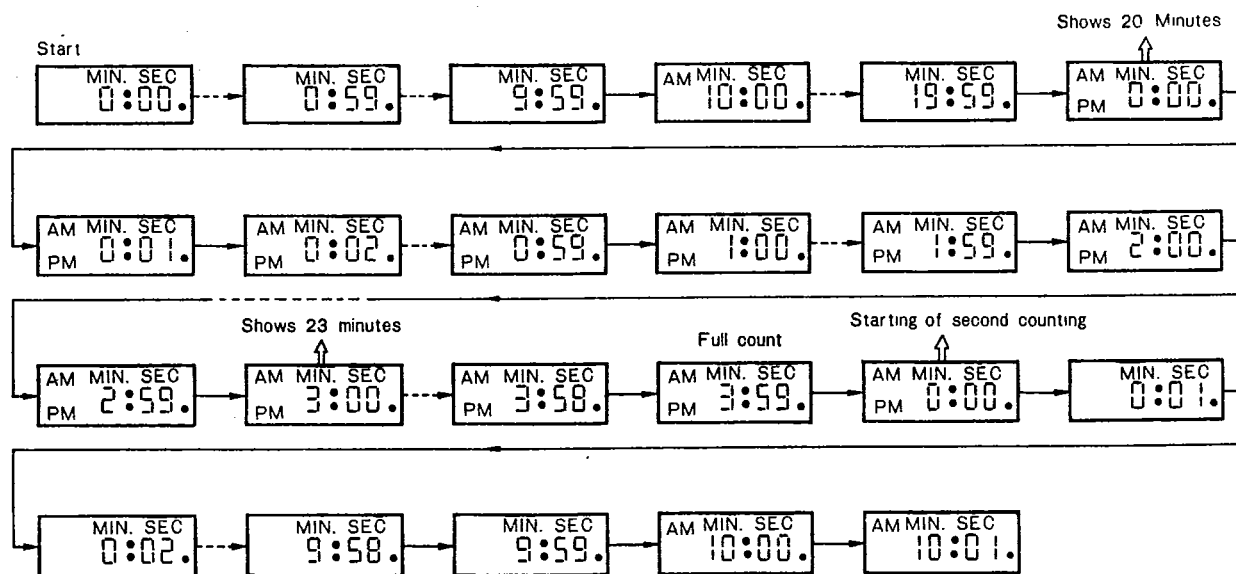 Shows 20 Minutes
Start
MIN. SEC
0:00.
MIN. SEC
0:59.
MIN. SEC
9:59.
AM MIN. SEC
10:00.
MIN. SEC
19:59.
AM MIN. SEC
PM 0:00.
AM MIN. SEC
PM 0:01.
AM MIN. SEC
PM 0:02.
AM MIN. SEC
PM 0:59.
AM MIN. SEC
PM 1:00.
AM MIN. SEC
PM 1:59.
AM MIN. SEC
PM 2:00.
Shows 23 minutes
Full count
Starting of second counting
AM MIN. SEC
PM 2:59.
AM MIN. SEC
PM 3:00.
AM MIN. SEC
PM 3:58.
AM MIN. SEC
PM 3:59.
AM MIN. SEC
PM 0:00.
MIN. SEC
0:01.
MIN. SEC
0:02.
MIN. SEC
9:58.
MIN. SEC
9:59.
AM MIN. SEC
10:00.
AM MIN. SEC
10:01.